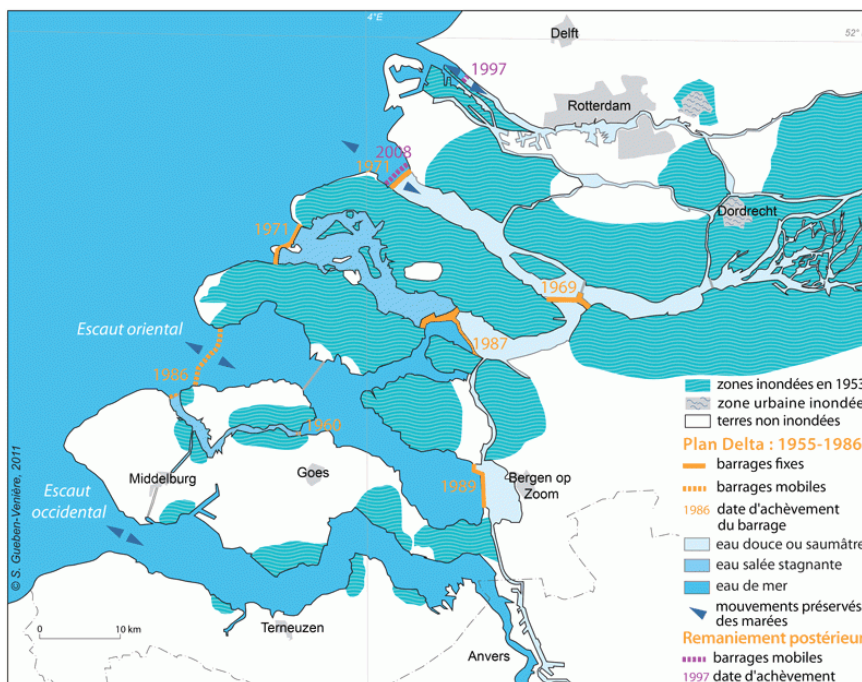 4°E
52°
Delft
1997
Rotterdam
2008
1971
Dordrecht
1971
1969
Escaut oriental
1987
1986
1960
Middelburg
Goes
1989
Bergen op
Zoom
Escaut
occidental
Terneuzen
Anvers
0 10 km
© S. Gueben-Venière, 2011
zones inondées en 1953
zone urbaine inondée
terres non inondées
Plan Delta : 1955-1986
barrages fixes
barrages mobiles
1986 date d'achèvement
du barrage
eau douce ou saumâtre
eau salée stagnante
eau de mer
mouvements préservés
des marées
Remaniement postérieur
barrages mobiles
1997 date d'achèvement